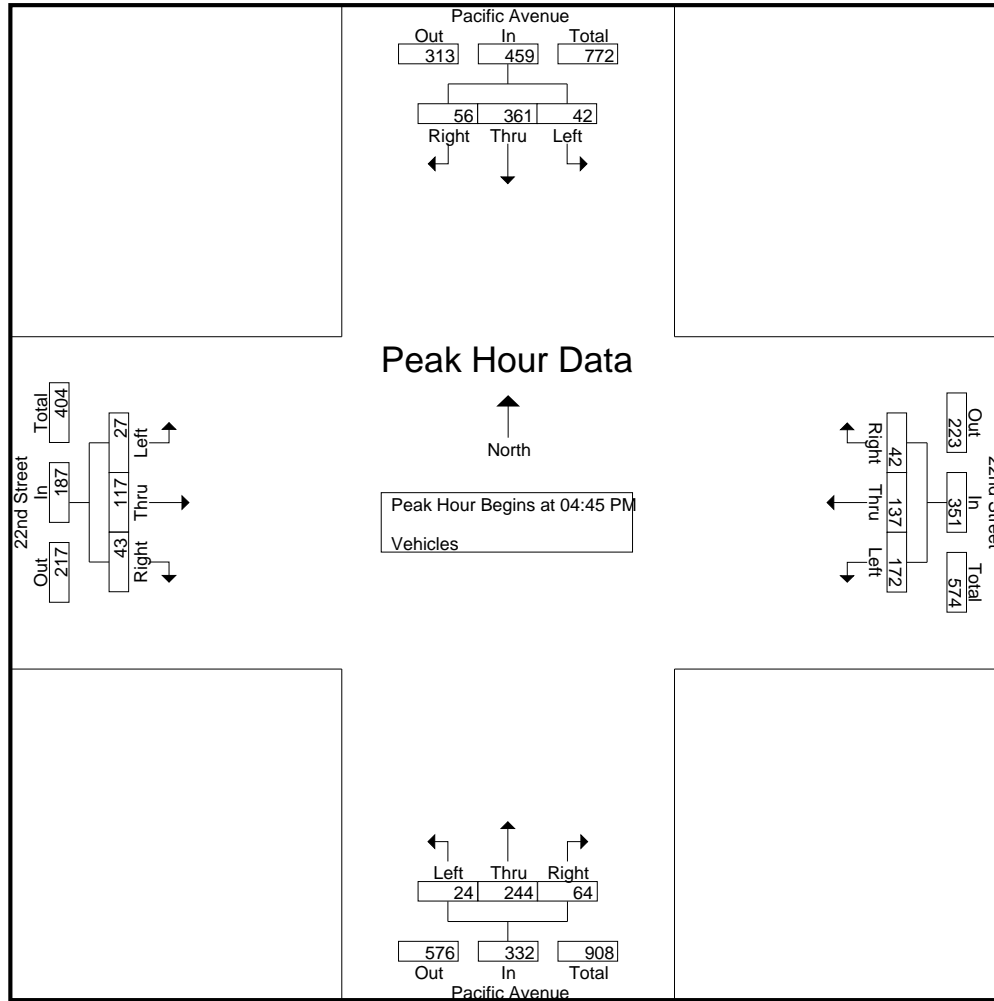 Pacific Avenue
Out In Total
313 459 772
56 361 42
Right Thru Left
Peak Hour Data
North
Peak Hour Begins at 04:45 PM
Vehicles
22nd Street
Total In Out
404 187 217
27 117 43
Left Thru Right
Right Thru Left
42 137 172
223 351 574
Out In Total
22nd Street
Left Thru Right
24 244 64
576 332 908
Out In Total
Pacific Avenue